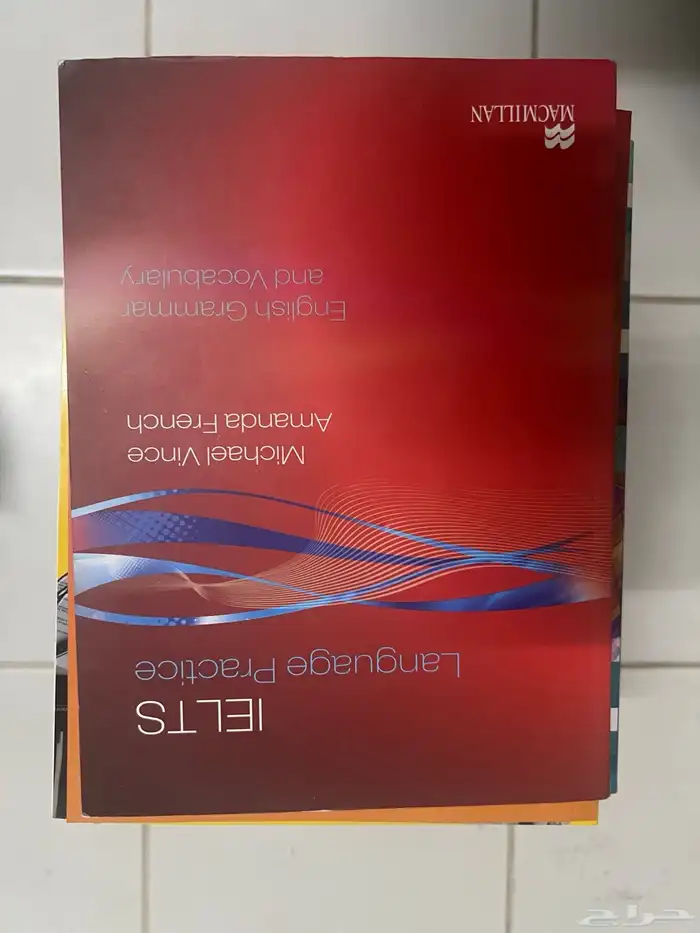 IELTS
Language Practice
Michael Vince
Amanda French
English Grammar
and Vocabulary
MACMILLAN
حراج